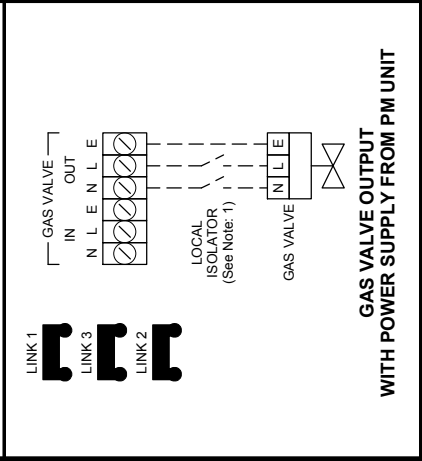 LINK 1
LINK 3
LINK 2
GAS VALVE
IN OUT
N L E N L E
LOCAL
ISOLATOR
(See Note: 1)
N L E
GAS VALVE
GAS VALVE OUTPUT
WITH POWER SUPPLY FROM PM UNIT